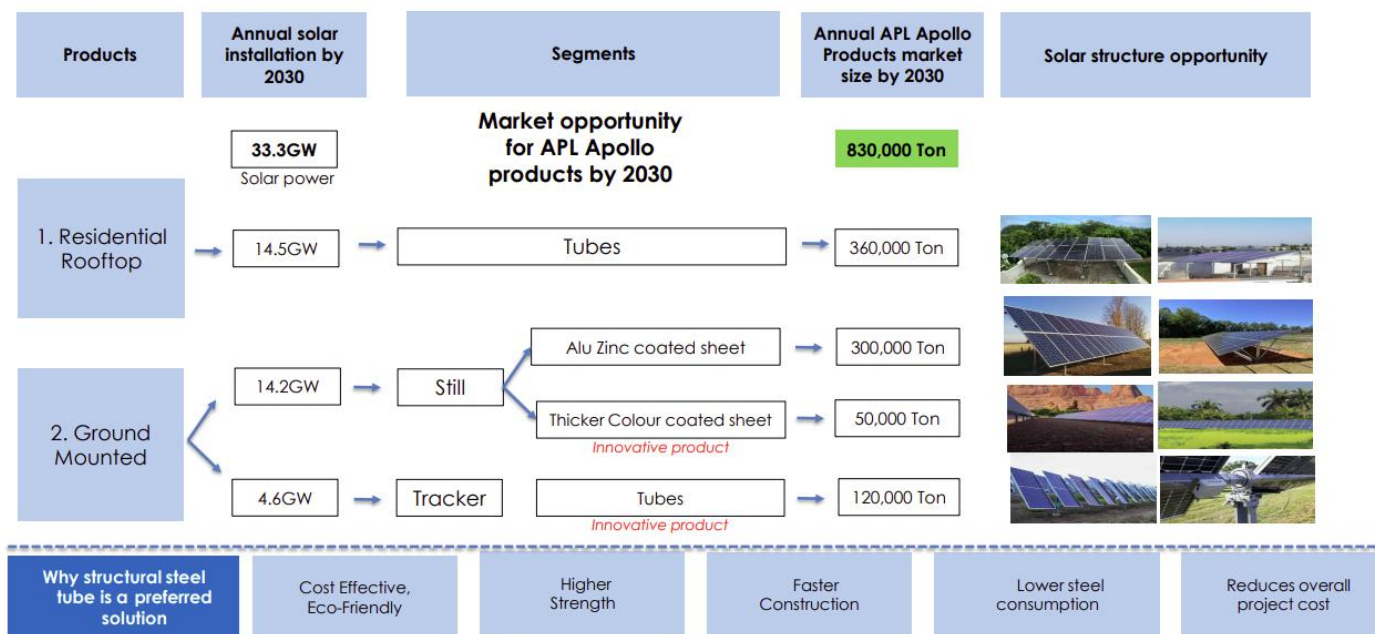 Products
Annual solar
installation by
2030
Segments
Annual APL Apollo
Products market
size by 2030
Solar structure opportunity
33.3GW
Solar power
Market opportunity
for APL Apollo
products by 2030
830,000 Ton
1. Residential
Rooftop
14.5GW
Tubes
360,000 Ton
2. Ground
Mounted
14.2GW
Still
Alu Zinc coated sheet
300,000 Ton
Thicker Colour coated sheet
50,000 Ton
Innovative product
4.6GW
Tracker
Tubes
120,000 Ton
Innovative product
Why structural steel
tube is a preferred
solution
Cost Effective,
Eco-Friendly
Higher
Strength
Faster
Construction
Lower steel
consumption
Reduces overall
project cost